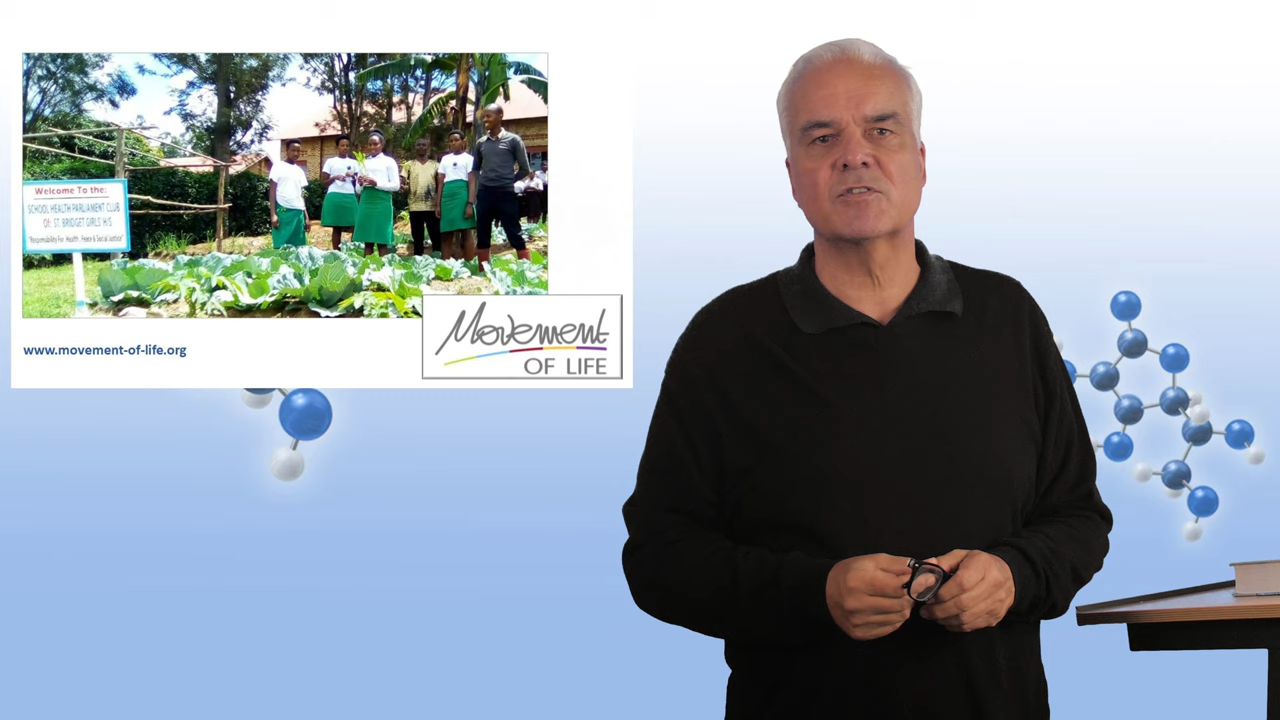 Welcome To the:
SCHOOL HEALTH PARLIAMENT CLUB
Of: ST. BRIDGET GIRLS' H/S
"Responsibility For Health, Peace & Social Justice"
www.movement-of-life.org
Movement
OF LIFE